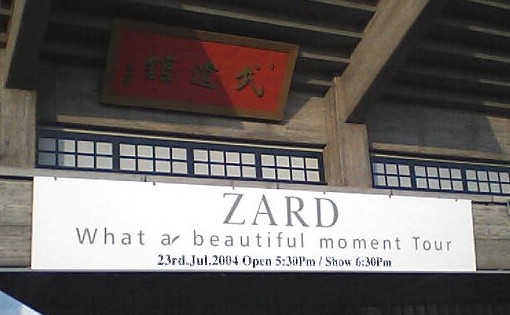 武道館
ZARD
What a beautiful moment Tour
23rd.Jul.2004 Open 5:30Pm / Show 6:30Pm